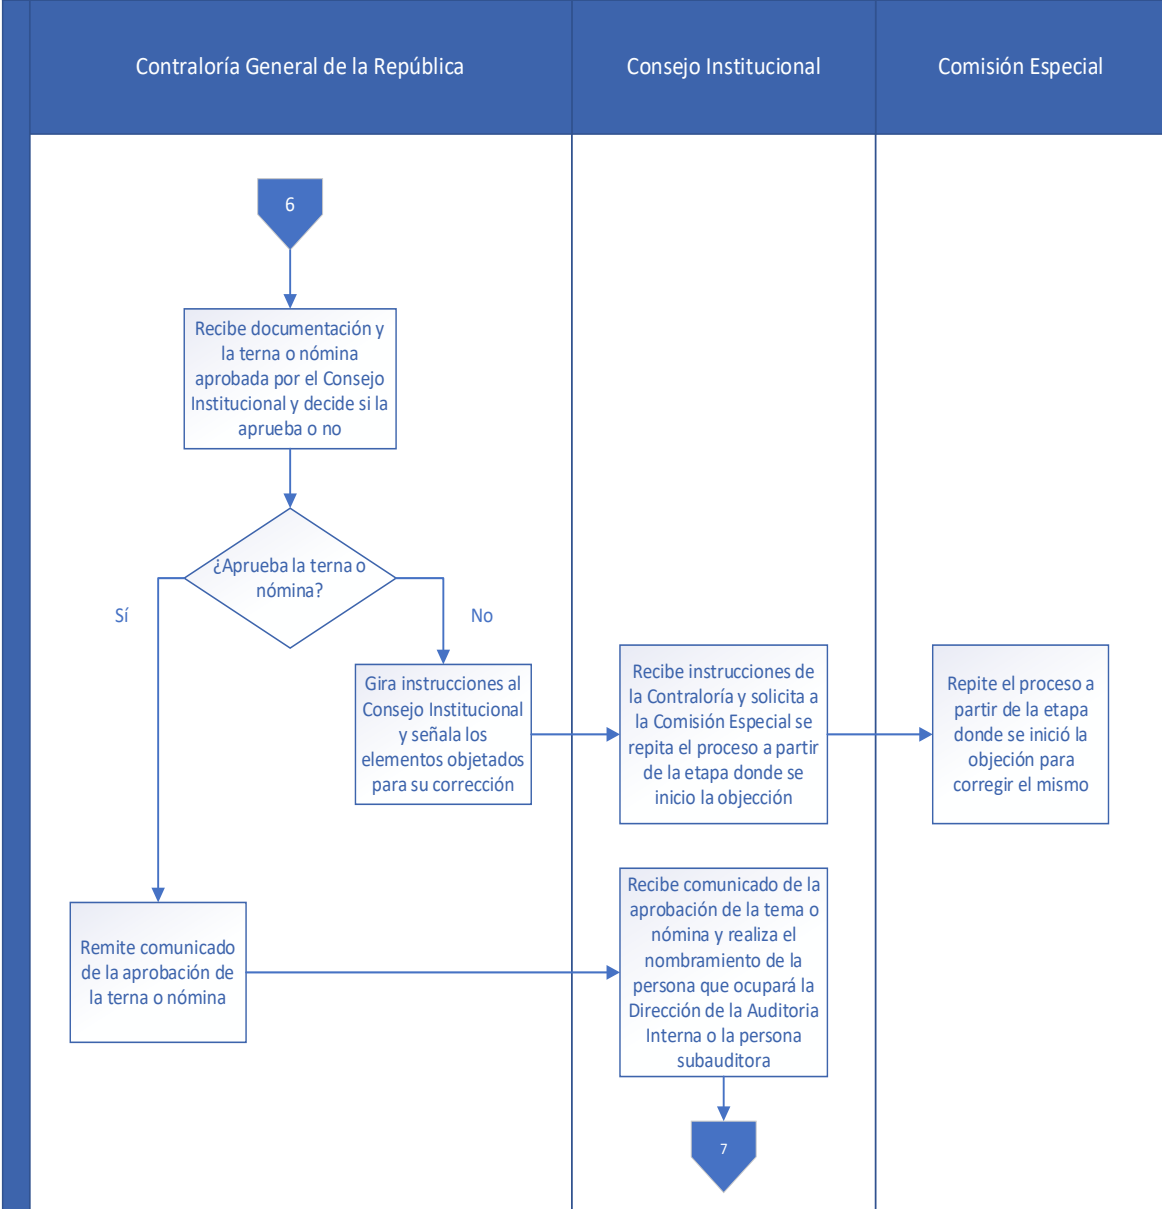 Contraloría General de la República
Consejo Institucional
Comisión Especial
6
Recibe documentación y
la terna o nómina
aprobada por el Consejo
Institucional y decide si la
aprueba o no
¿Aprueba la terna o
nómina?
Sí
No
Gira instrucciones al
Consejo Institucional
y señala los
elementos objetados
para su corrección
Recibe instrucciones de
la Contraloría y solicita a
la Comisión Especial se
repita el proceso a partir
de la etapa donde se
inicio la objección
Repite el proceso a
partir de la etapa
donde se inició la
objeción para
corregir el mismo
Remite comunicado
de la aprobación de
la terna o nómina
Recibe comunicado de la
aprobación de la tema o
nómina y realiza el
nombramiento de la
persona que ocupará la
Dirección de la Auditoria
Interna o la persona
subauditora
7